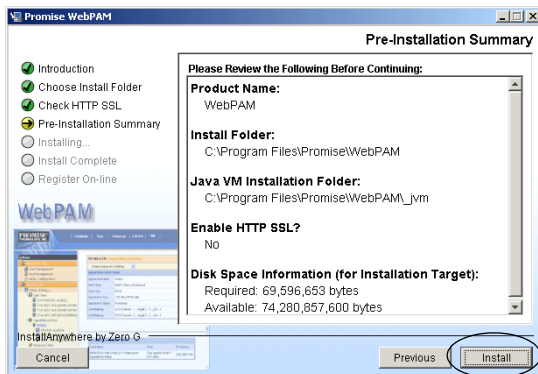 Promise WebPAM
Pre-Installation Summary
Introduction
Choose Install Folder
Check HTTP SSL
Pre-Installation Summary
Installing...
Install Complete
Register On-line
WebPAM
PROMISE
Please Review the Following Before Continuing:
Product Name:
WebPAM
Install Folder:
C:\Program Files\Promise\WebPAM
Java VM Installation Folder:
C:\Program Files\Promise\WebPAM\_jvm
Enable HTTP SSL?
No
Disk Space Information (for Installation Target):
Required: 69,596,653 bytes
Available: 74,280,857,600 bytes
InstallAnywhere by Zero G
Cancel
Previous
Install